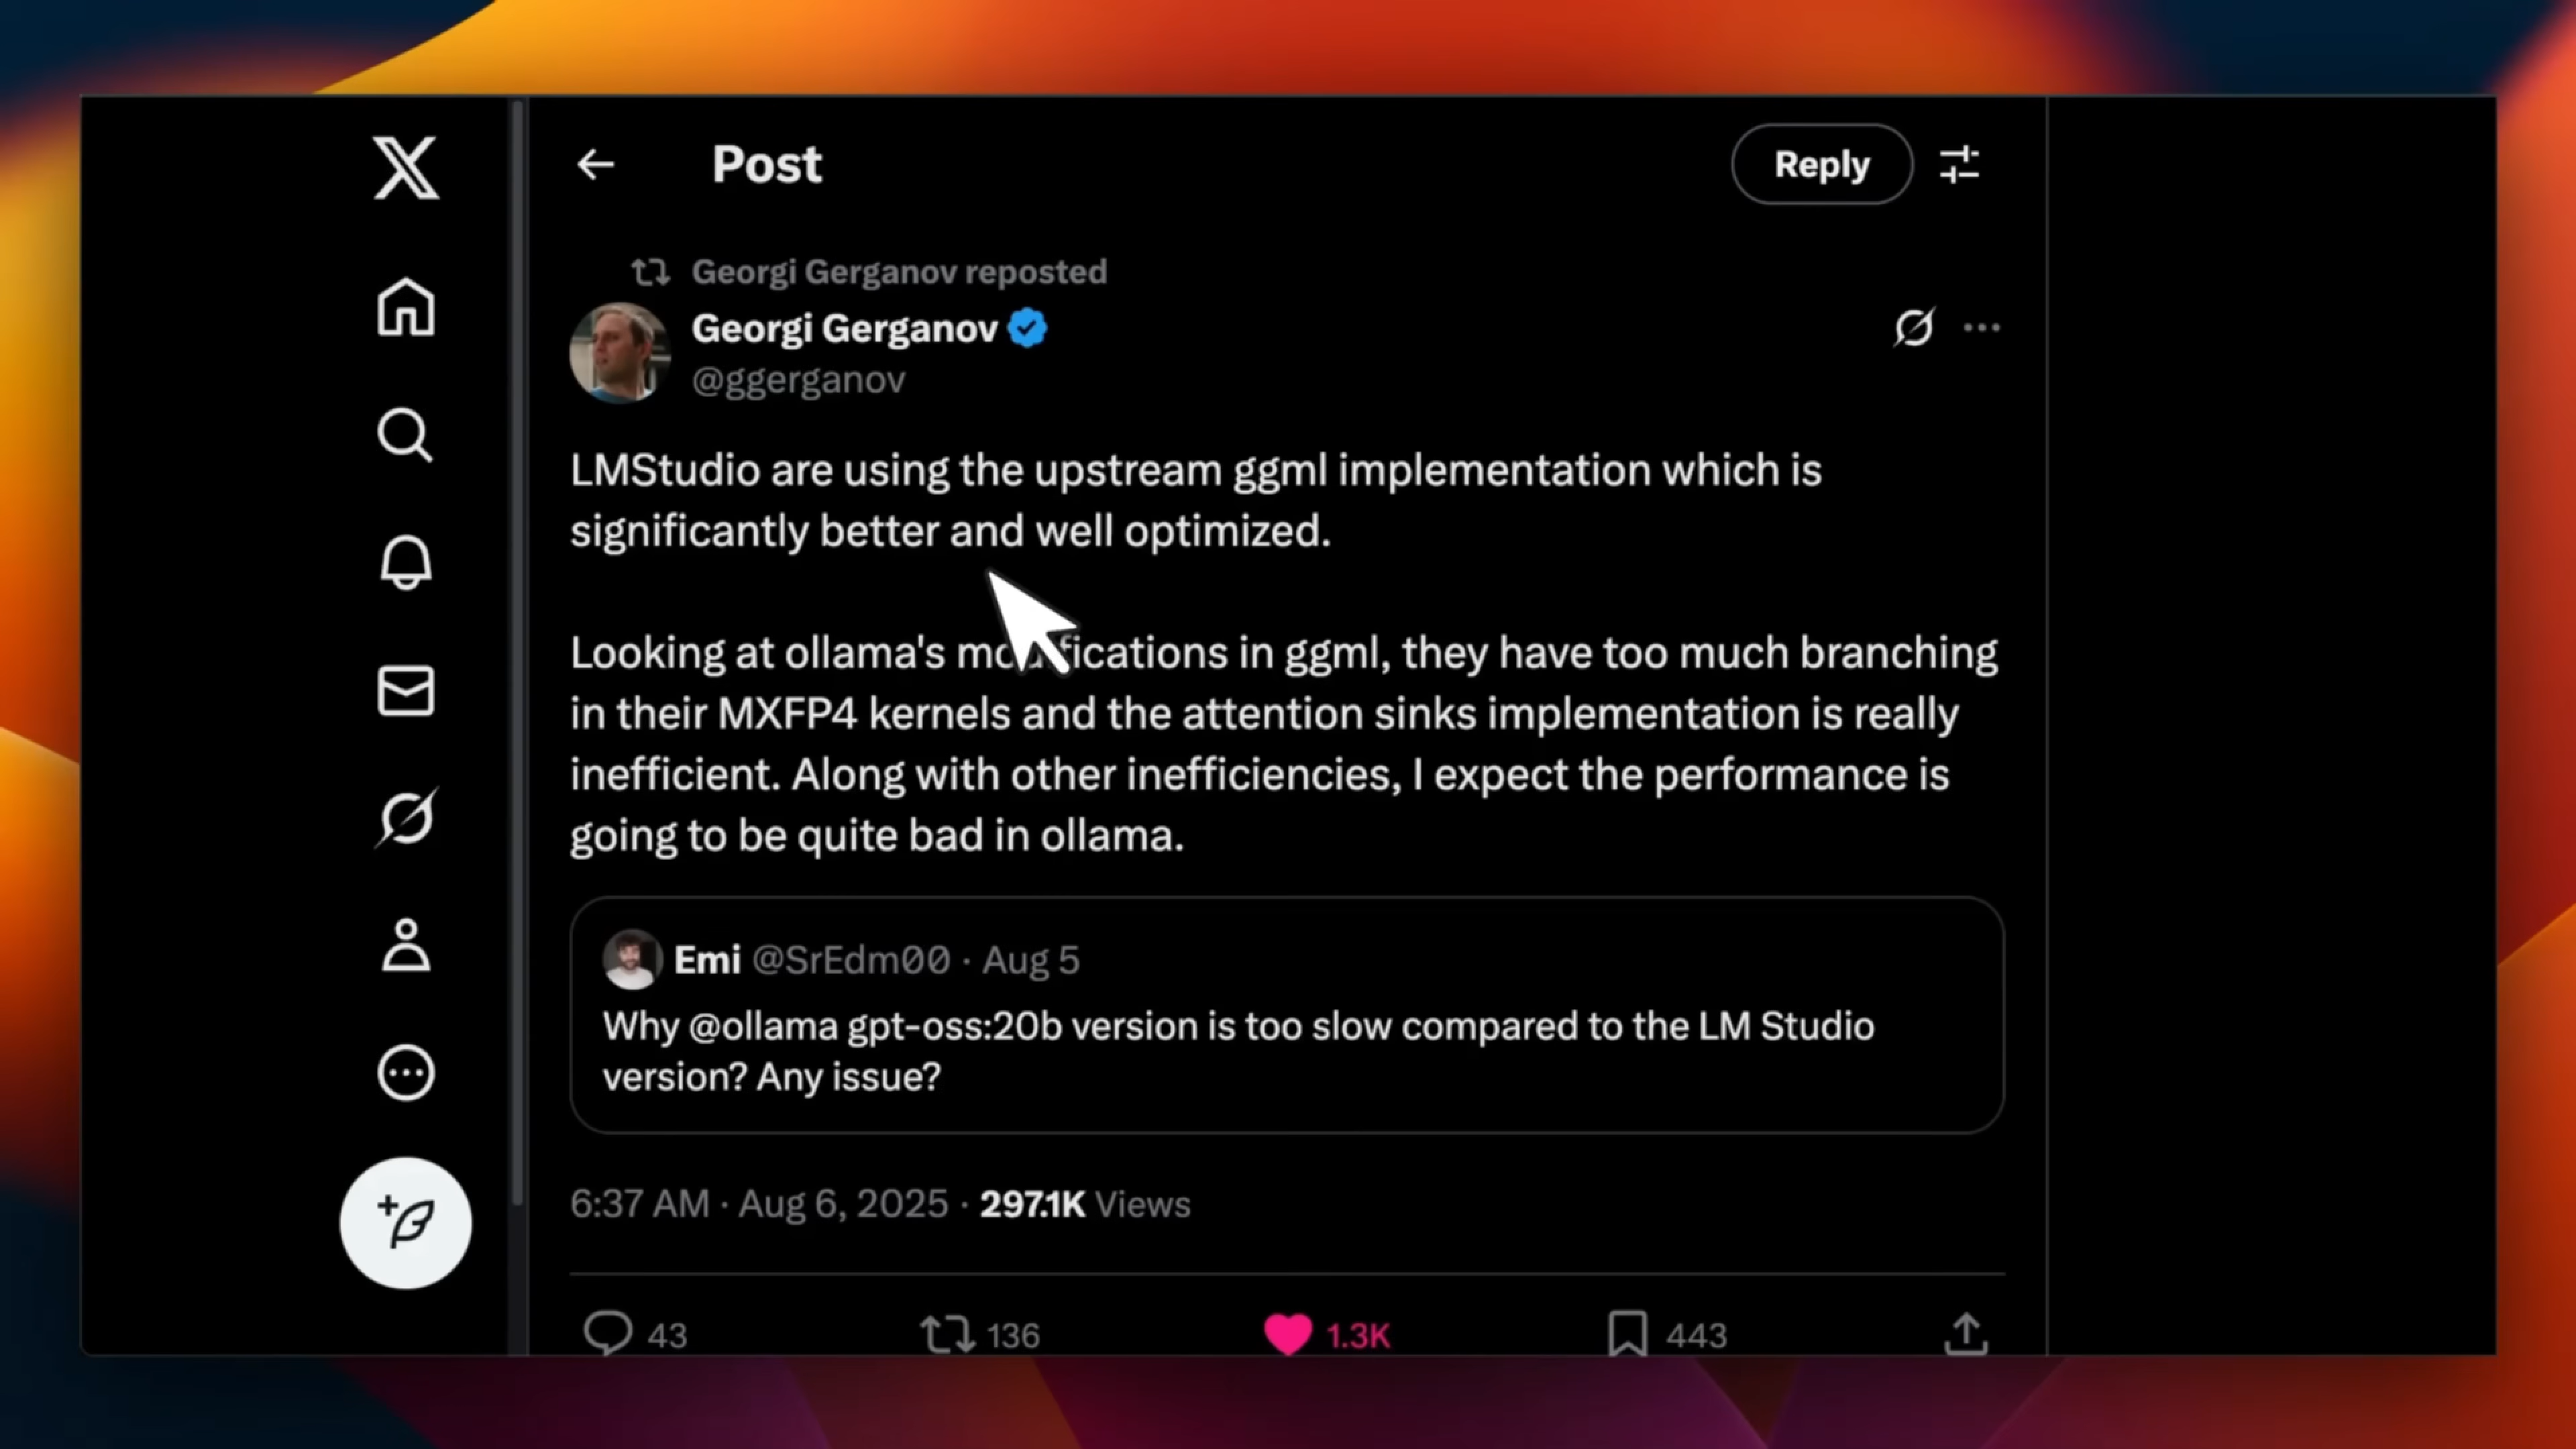 Post
Reply
Georgi Gerganov reposted
Georgi Gerganov
@ggerganov
LMStudio are using the upstream ggml implementation which is
significantly better and well optimized.
Looking at ollama's modifications in ggml, they have too much branching
in their MXFP4 kernels and the attention sinks implementation is really
inefficient. Along with other inefficiencies, I expect the performance is
going to be quite bad in ollama.
Emi @SrEdm00 · Aug 5
Why @ollama gpt-oss:20b version is too slow compared to the LM Studio
version? Any issue?
6:37 AM · Aug 6, 2025 · 297.1K Views
43 136 1.3K 443